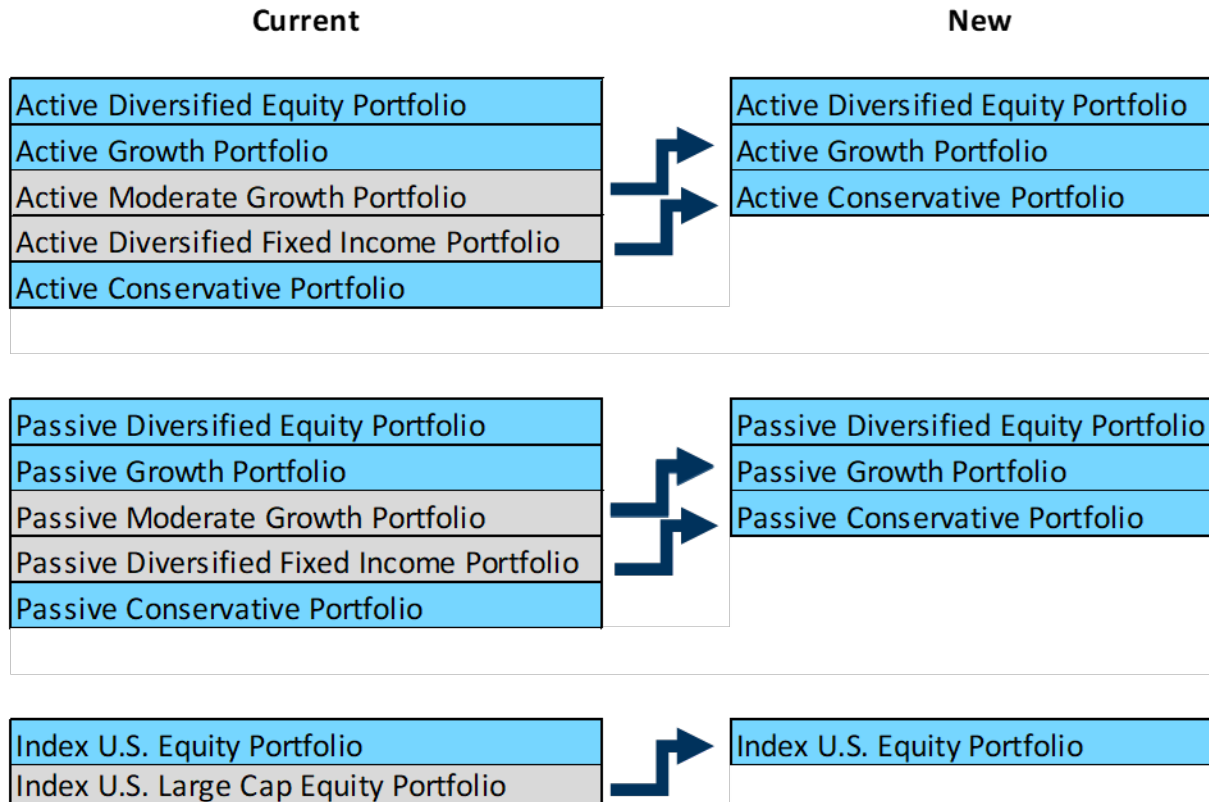 Current
New
Active Diversified Equity Portfolio
Active Growth Portfolio
Active Moderate Growth Portfolio
Active Diversified Fixed Income Portfolio
Active Conservative Portfolio
Active Diversified Equity Portfolio
Active Growth Portfolio
Active Conservative Portfolio
Passive Diversified Equity Portfolio
Passive Growth Portfolio
Passive Moderate Growth Portfolio
Passive Diversified Fixed Income Portfolio
Passive Conservative Portfolio
Passive Diversified Equity Portfolio
Passive Growth Portfolio
Passive Conservative Portfolio
Index U.S. Equity Portfolio
Index U.S. Large Cap Equity Portfolio
Index U.S. Equity Portfolio